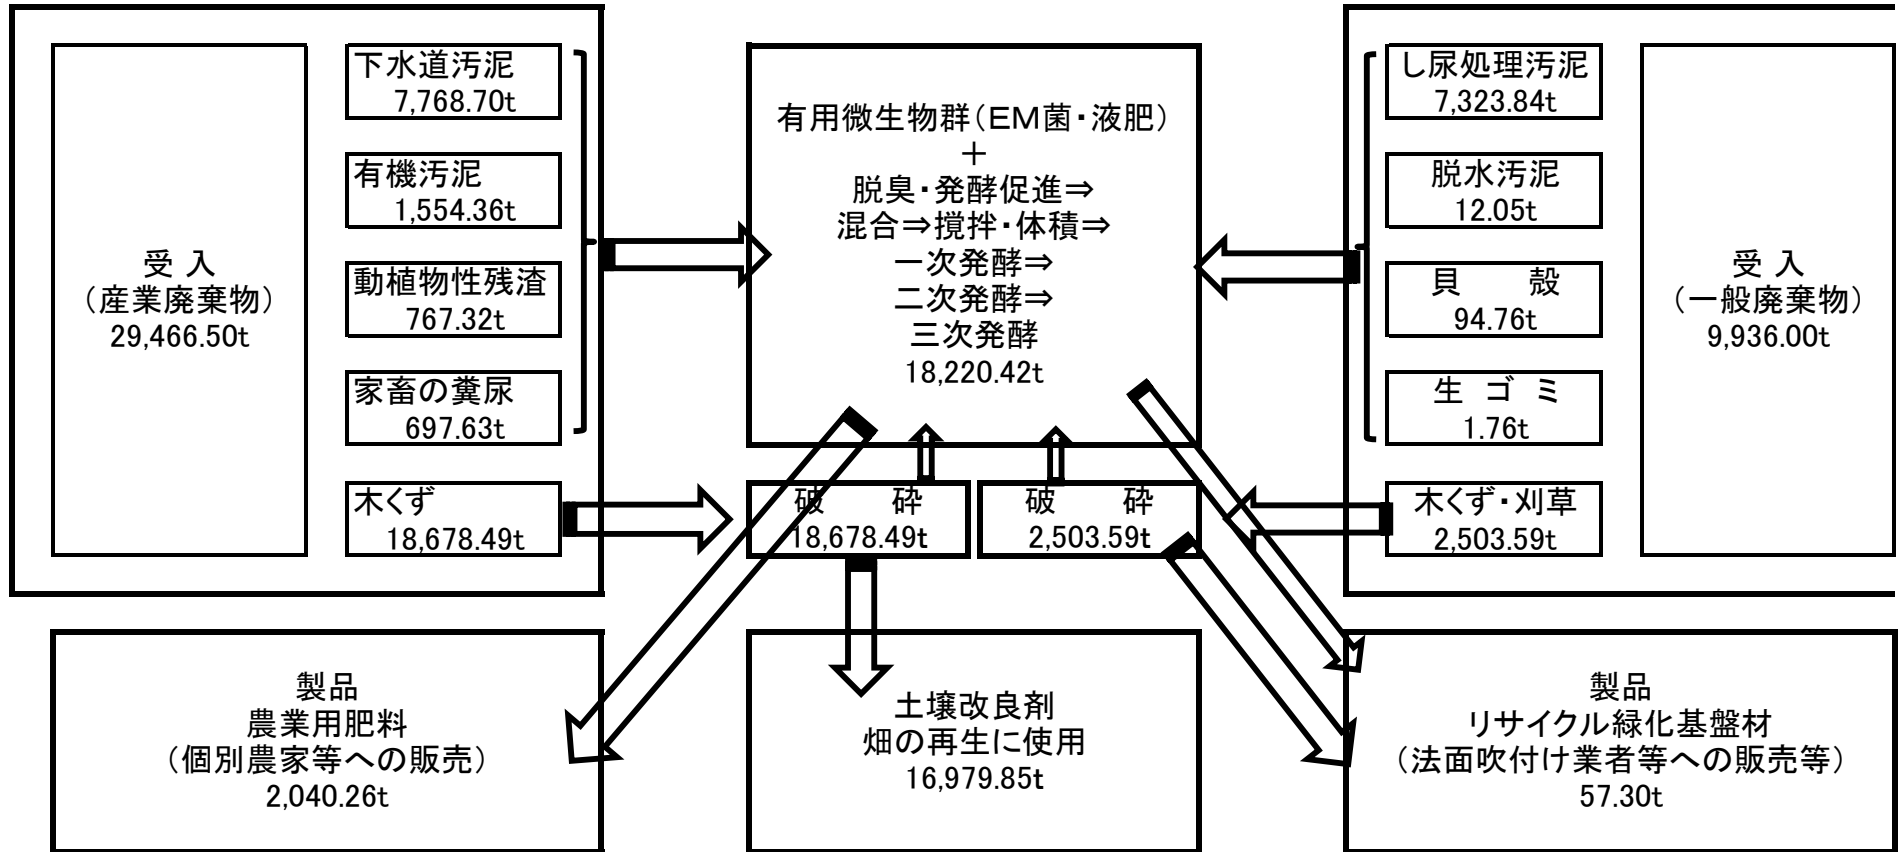 受 入
（産業廃棄物）
29,466.50t
下水道汚泥
7,768.70t
有機汚泥
1,554.36t
動植物性残渣
767.32t
家畜の糞尿
697.63t
木くず
18,678.49t
有用微生物群（EM菌・液肥）
＋
脱臭・発酵促進⇒
混合⇒撹拌・体積⇒
一次発酵⇒
二次発酵⇒
三次発酵
18,220.42t
破　　砕
18,678.49t
破　　砕
2,503.59t
し尿処理汚泥
7,323.84t
脱水汚泥
12.05t
貝　　殻
94.76t
生　ゴ　ミ
1.76t
木くず・刈草
2,503.59t
受 入
（一般廃棄物）
9,936.00t
製品
農業用肥料
（個別農家等への販売）
2,040.26t
土壌改良剤
畑の再生に使用
16,979.85t
製品
リサイクル緑化基盤材
（法面吹付け業者等への販売等）
57.30t